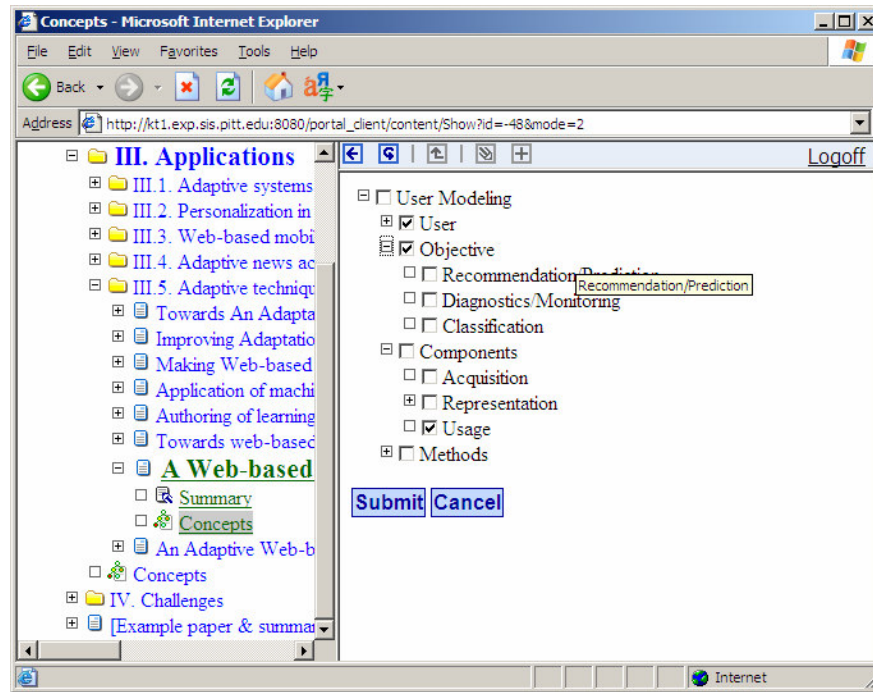 Concepts - Microsoft Internet Explorer
File Edit View Favorites Tools Help
Back
Address http://kt1.exp.sis.pitt.edu:8080/portal_client/content/Show?id=-48&mode=2
III. Applications
III.1. Adaptive systems
III.2. Personalization in
III.3. Web-based mobi
III.4. Adaptive news ac
III.5. Adaptive techniqu
Towards An Adapta
Improving Adaptatio
Making Web-based
Application of machi
Authoring of learning
Towards web-based
A Web-based
Summary
Concepts
An Adaptive Web-b
Concepts
IV. Challenges
[Example paper & summa
Logoff
User Modeling
User
Objective
Recommendation/Prediction
Recommendation/Prediction
Diagnostics/Monitoring
Classification
Components
Acquisition
Representation
Usage
Methods
Submit Cancel
Internet